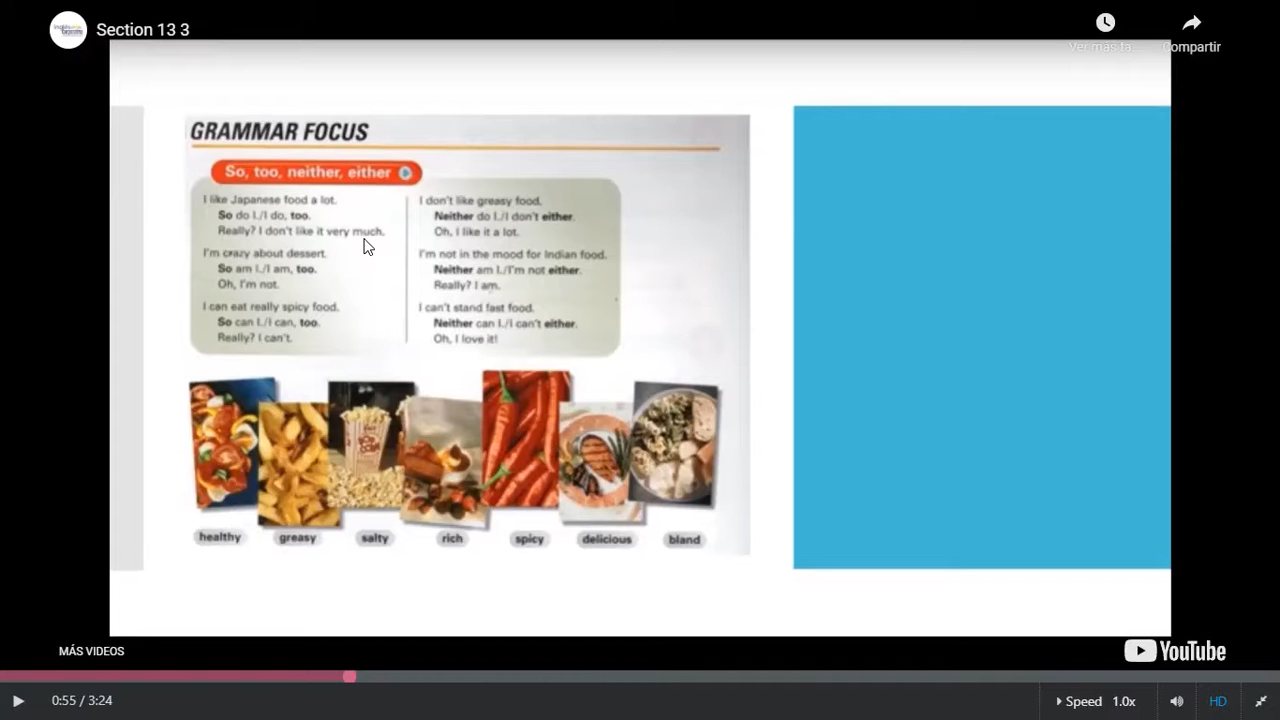 Section 13 3
Ver más ta...
Compartir
GRAMMAR FOCUS
So, too, neither, either
I like Japanese food a lot.
So do I./I do, too.
Really? I don't like it very much.
I'm crazy about dessert.
So am I./I am, too.
Oh, I'm not.
I can eat really spicy food.
So can I./I can, too.
Really? I can't.
I don't like greasy food.
Neither do I./I don't either.
Oh, I like it a lot.
I'm not in the mood for Indian food.
Neither am I./I'm not either.
Really? I am.
I can't stand fast food.
Neither can I./I can't either.
Oh, I love it!
healthy
greasy
salty
rich
spicy
delicious
bland
MÁS VIDEOS
YouTube
0:55 / 3:24
Speed 1.0x
HD